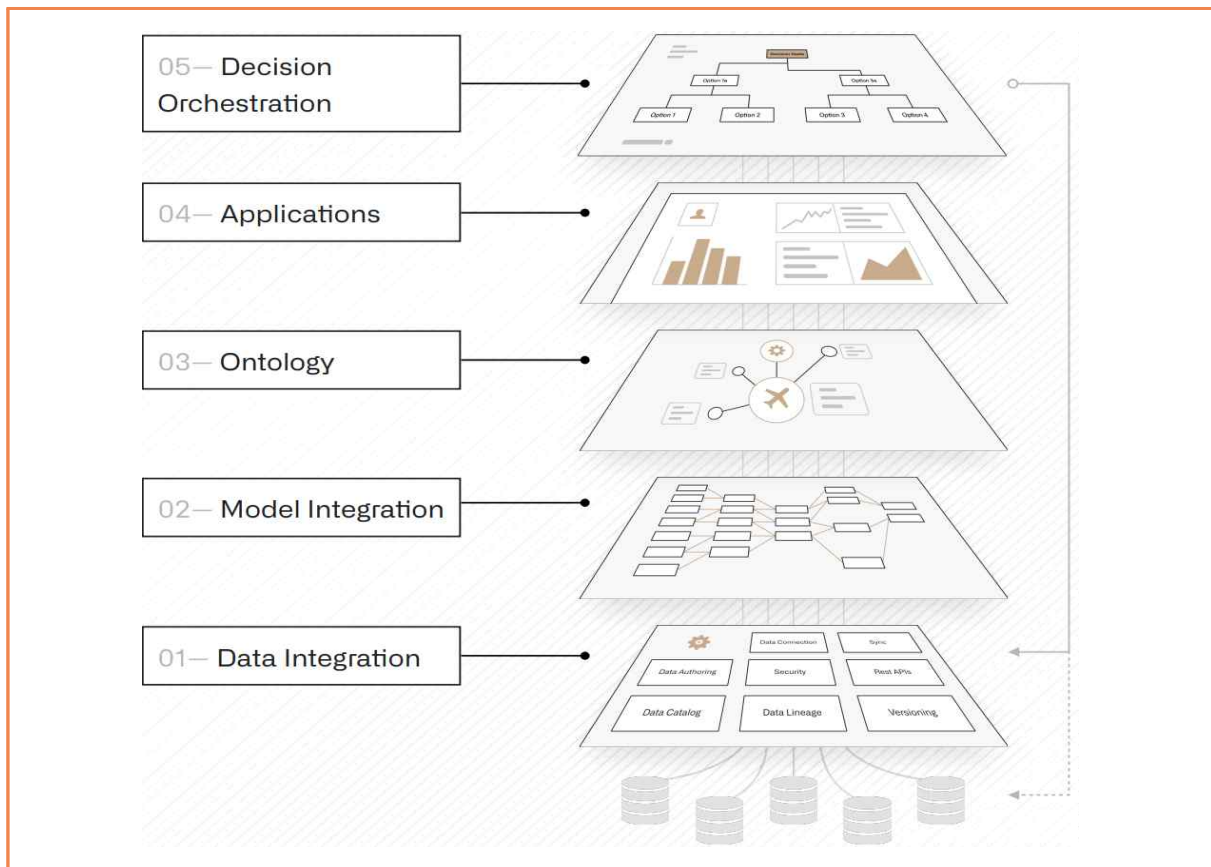 05— Decision
Orchestration
Option 1a
Option 5a
Option 1
Option 2
Option 3
Option 4
04— Applications
03— Ontology
02— Model Integration
01— Data Integration
Data Connection
Sync
Data Authoring
Security
Rest APIs
Data Catalog
Data Lineage
Versioning